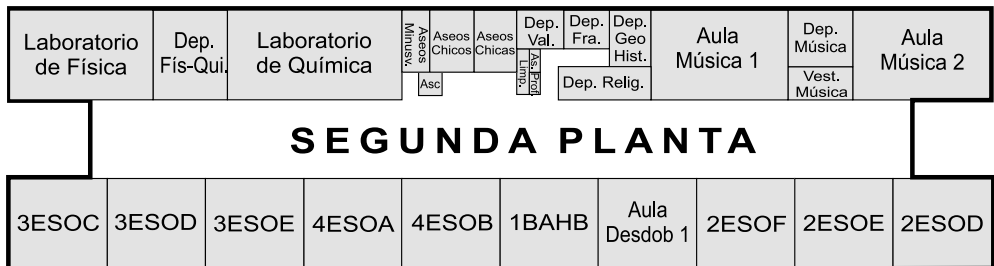 Laboratorio
de Física
Dep.
Fís-Qui.
Laboratorio
de Química
Aseos
Minusv.
Aseos
Chicos
Aseos
Chicas
Asc
Dep.
Val.
As. Prof.
Limp.
Dep.
Fra.
Dep.
Geo
Hist.
Dep. Relig.
Aula
Música 1
Dep.
Música
Vest.
Música
Aula
Música 2
SEGUNDA PLANTA
3ESOC
3ESOD
3ESOE
4ESOA
4ESOB
1BAHB
Aula
Desdob 1
2ESOF
2ESOE
2ESOD